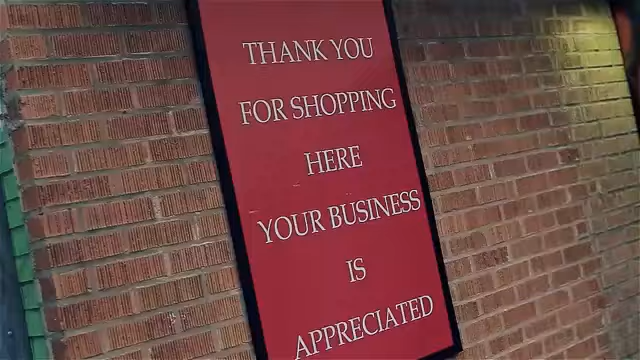 THANK YOU
FOR SHOPPING
HERE
YOUR BUSINESS
IS
APPRECIATED